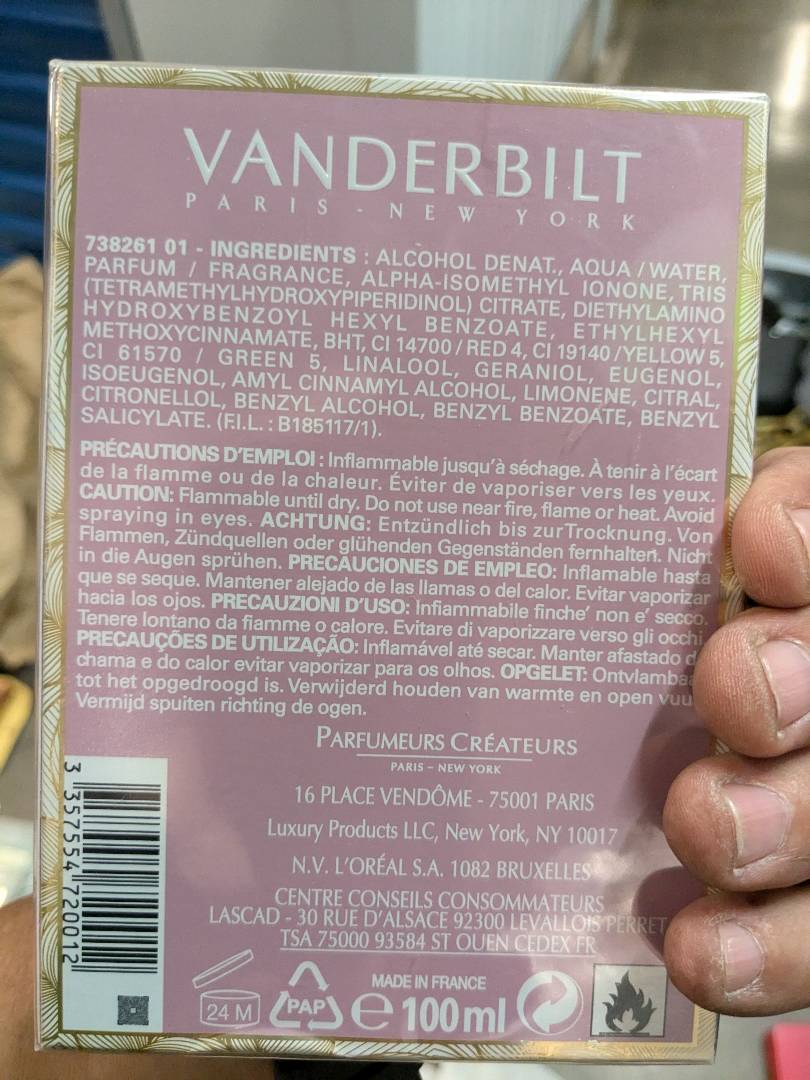 VANDERBILT
PARIS - NEW YORK
738261 01 - INGREDIENTS : ALCOHOL DENAT., AQUA / WATER,
PARFUM / FRAGRANCE, ALPHA-ISOMETHYL IONONE, TRIS
(TETRAMETHYLHYDROXYPIPERIDINOL) CITRATE, DIETHYLAMINO
HYDROXYBENZOYL HEXYL BENZOATE, ETHYLHEXYL
METHOXYCINNAMATE, BHT, CI 14700 / RED 4, CI 19140 / YELLOW 5,
CI 61570 / GREEN 5, LINALOOL, GERANIOL, EUGENOL,
ISOEUGENOL, AMYL CINNAMYL ALCOHOL, LIMONENE, CITRAL,
CITRONELLOL, BENZYL ALCOHOL, BENZYL BENZOATE, BENZYL
SALICYLATE. (F.I.L. : B185117/1).
PRÉCAUTIONS D'EMPLOI : Inflammable jusqu'à séchage. À tenir à l'écart
de la flamme ou de la chaleur. Éviter de vaporiser vers les yeux.
CAUTION: Flammable until dry. Do not use near fire, flame or heat. Avoid
spraying in eyes. ACHTUNG: Entzündlich bis zur Trocknung. Von
Flammen, Zündquellen oder glühenden Gegenständen fernhalten. Nicht
in die Augen sprühen. PRECAUCIONES DE EMPLEO: Inflamable hasta
que se seque. Mantener alejado de las llamas o del calor. Evitar vaporizar
hacia los ojos. PRECAUZIONI D'USO: Infiammabile finche' non e' secco.
Tenere lontano da fiamme o calore. Evitare di vaporizzare verso gli occhi.
PRECAUÇÕES DE UTILIZAÇÃO: Inflamável até secar. Manter afastado d
chama e do calor evitar vaporizar para os olhos. OPGELET: Ontvlambaa
tot het opgedroogd is. Verwijderd houden van warmte en open vuu
Vermijd spuiten richting de ogen.
PARFUMEURS CRÉATEURS
PARIS - NEW YORK
16 PLACE VENDÔME - 75001 PARIS
Luxury Products LLC, New York, NY 10017
N.V. L'ORÉAL S.A. 1082 BRUXELLES
CENTRE CONSEILS CONSOMMATEURS
LASCAD - 30 RUE D'ALSACE 92300 LEVALLOIS PERRET
TSA 75000 93584 ST OUEN CEDEX FR
MADE IN FRANCE
24 M PAP e 100ml
3 357554 720012